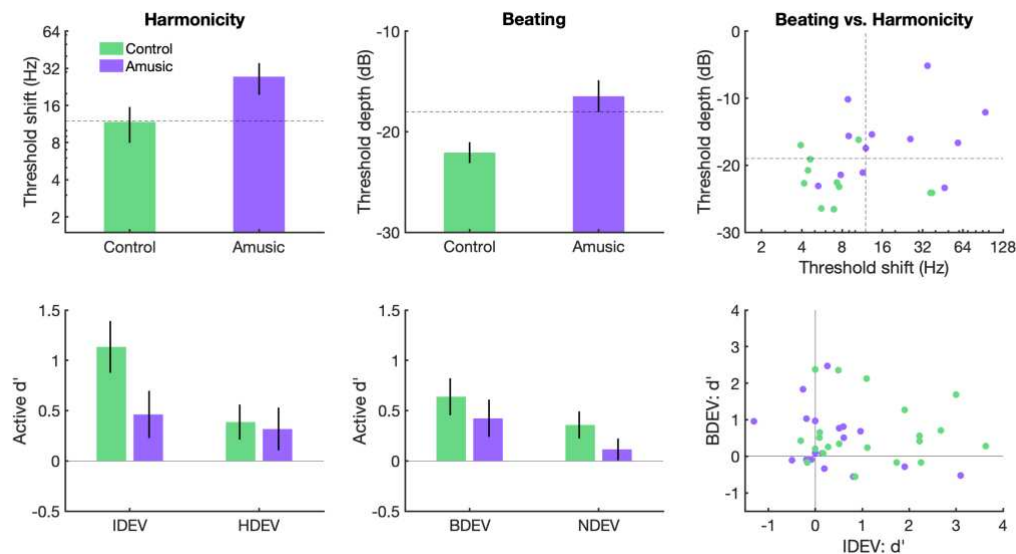 Harmonicity
Threshold shift (Hz)
64
32
16
8
4
2
Control
Amusic
Control
Amusic
Beating
Threshold depth (dB)
-10
-20
-30
Control
Amusic
Beating vs. Harmonicity
Threshold depth (dB)
0
-10
-20
-30
2 4 8 16 32 64 128
Threshold shift (Hz)
Active d'
1.5
1
0.5
0
-0.5
IDEV HDEV
Active d'
1.5
1
0.5
0
-0.5
BDEV NDEV
BDEV: d'
4
3
2
1
0
-1
-1 0 1 2 3 4
IDEV: d'